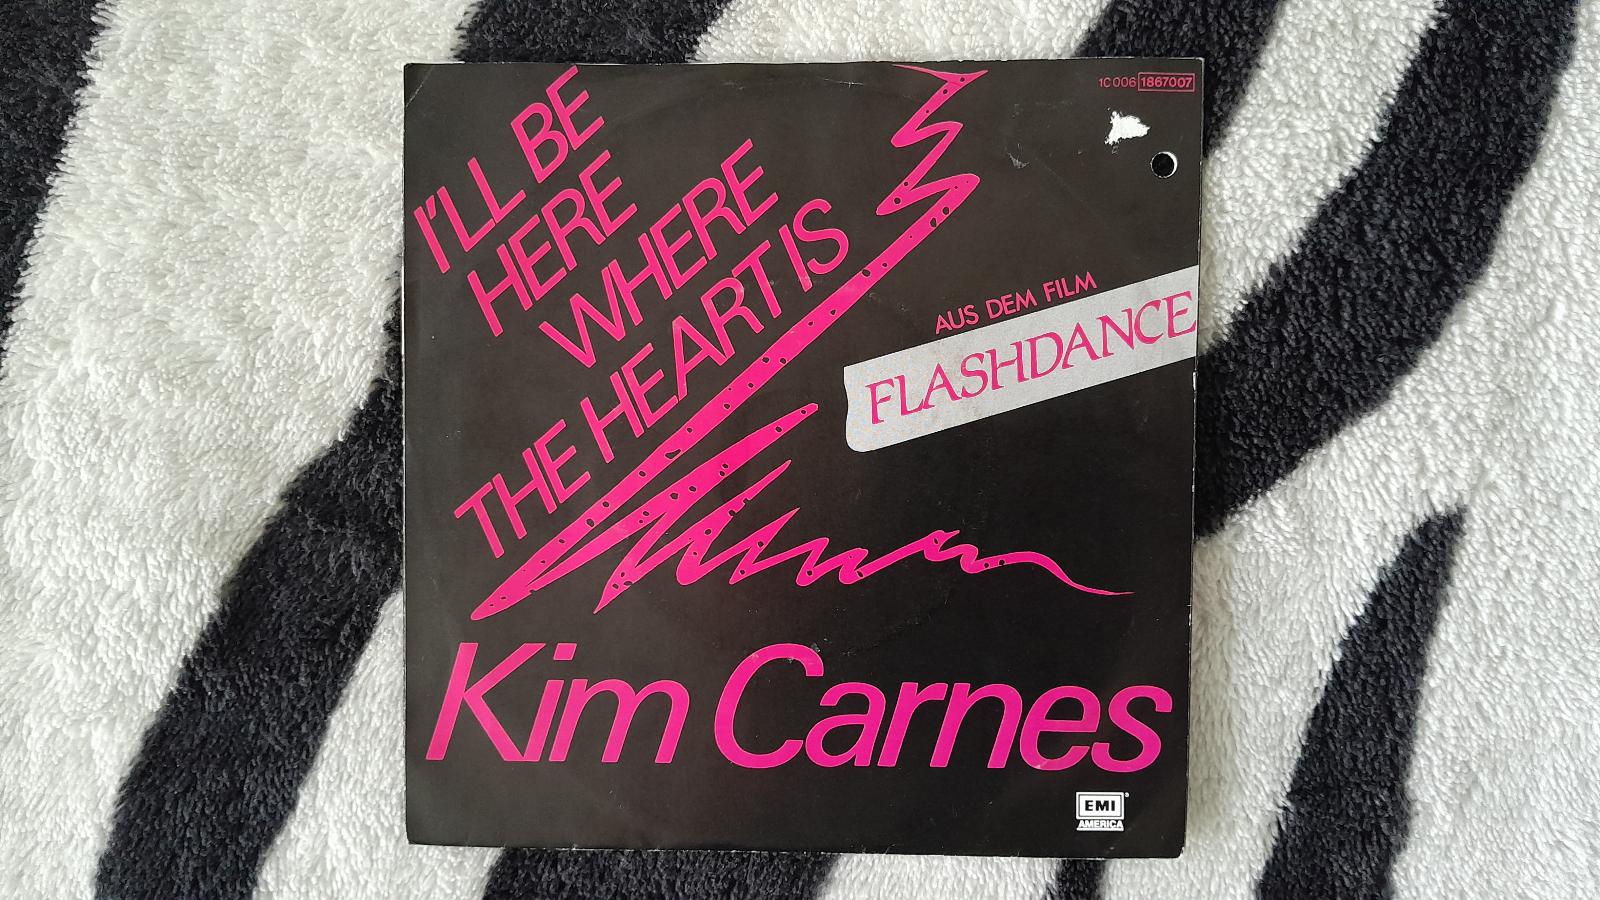 1C 006 1867007
I'LL BE
HERE
WHERE
THE HEART IS
AUS DEM FILM
FLASHDANCE
Kim Carnes
EMI
AMERICA